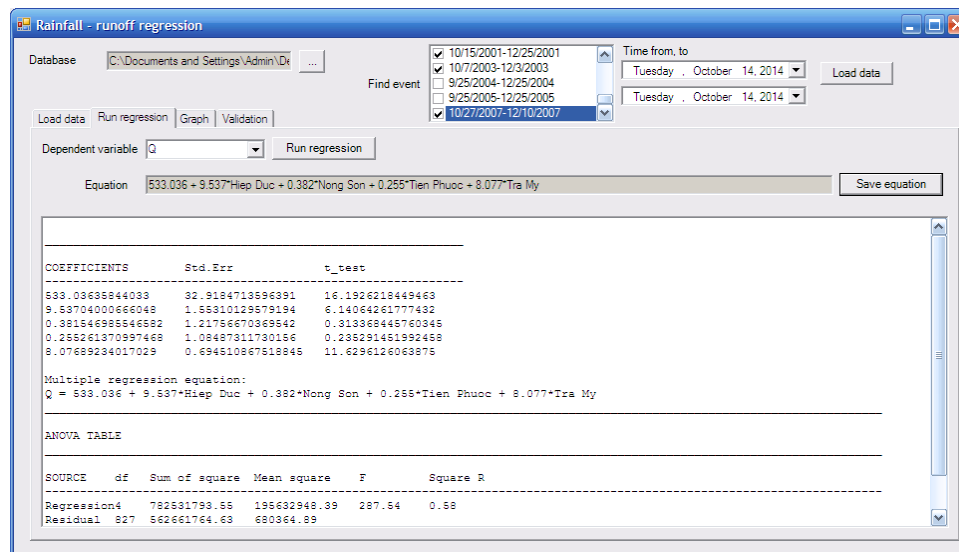 Rainfall - runoff regression
Database C:\Documents and Settings\Admin\De ...
Find event
10/15/2001-12/25/2001
10/7/2003-12/3/2003
9/25/2004-12/25/2004
9/25/2005-12/25/2005
10/27/2007-12/10/2007
Time from, to
Tuesday , October 14, 2014
Tuesday , October 14, 2014
Load data
Load data Run regression Graph Validation
Dependent variable Q Run regression
Equation 533.036 + 9.537*Hiep Duc + 0.382*Nong Son + 0.255*Tien Phuoc + 8.077*Tra My Save equation
COEFFICIENTS Std.Err t_test
533.03635844033 32.9184713596391 16.1926218449463
9.53704000666048 1.55310129579194 6.14064261777432
0.381546985546582 1.21756670369542 0.313368445760345
0.255261370997468 1.08487311730156 0.235291451992458
8.07689234017029 0.694510867518845 11.6296126063875
Multiple regression equation:
Q = 533.036 + 9.537*Hiep Duc + 0.382*Nong Son + 0.255*Tien Phuoc + 8.077*Tra My
ANOVA TABLE
SOURCE df Sum of square Mean square F Square R
Regression4 782531793.55 195632948.39 287.54 0.58
Residual 827 562661764.63 680364.89